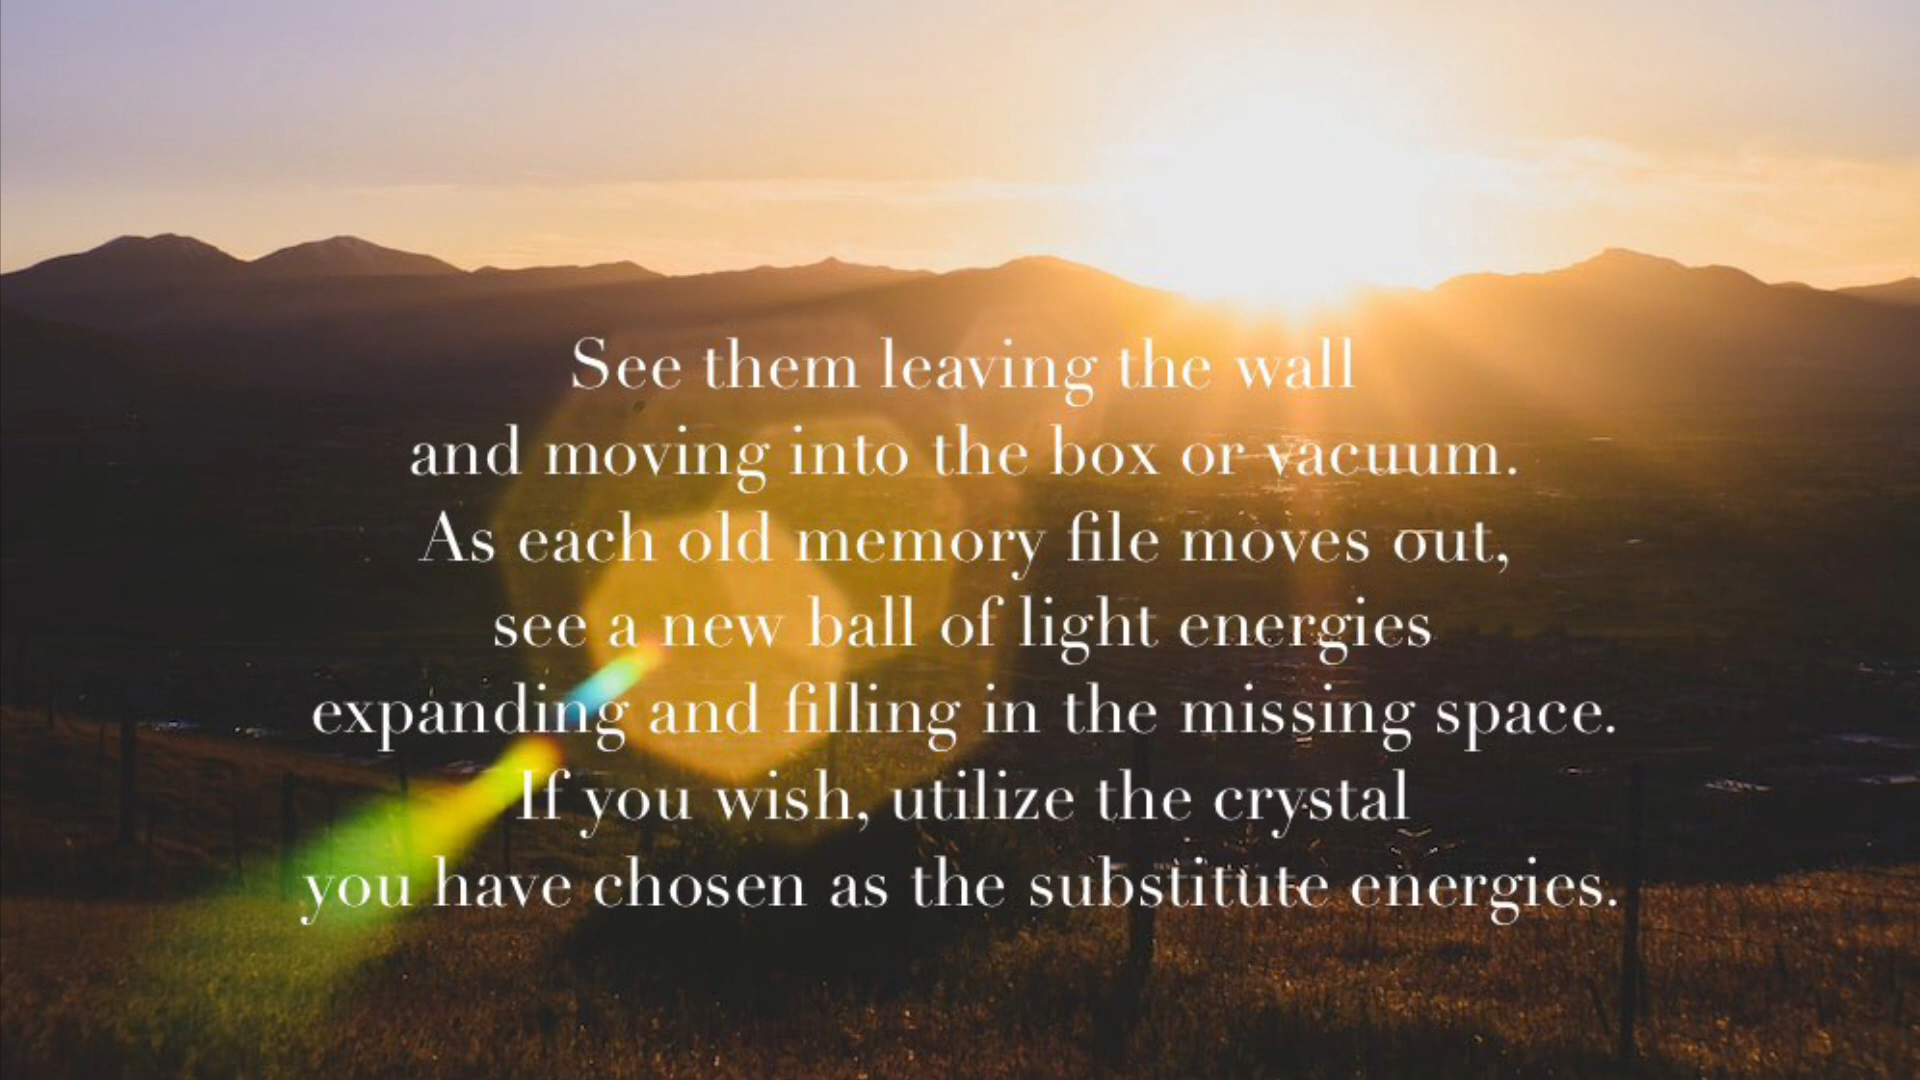 See them leaving the wall
and moving into the box or vacuum.
As each old memory file moves out,
see a new ball of light energies
expanding and filling in the missing space.
If you wish, utilize the crystal
you have chosen as the substitute energies.